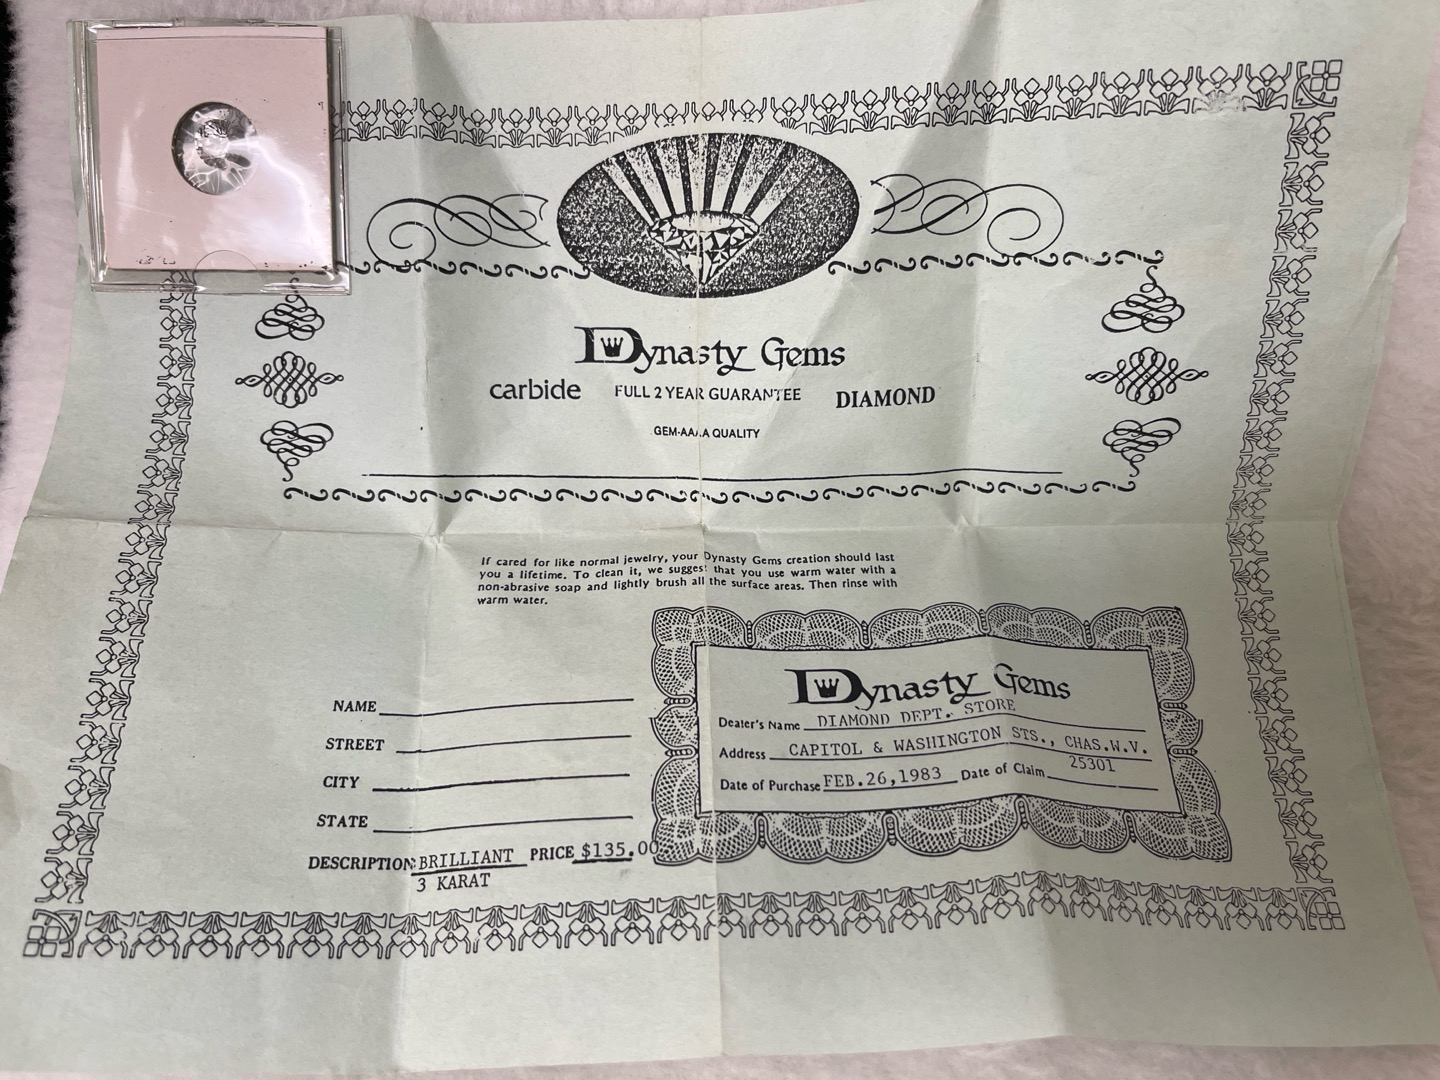 Dynasty Gems
carbide FULL 2 YEAR GUARANTEE DIAMOND
GEM-AAAA QUALITY
If cared for like normal jewelry, your Dynasty Gems creation should last
you a lifetime. To clean it, we suggest that you use warm water with a
non-abrasive soap and lightly brush all the surface areas. Then rinse with
warm water.
NAME
STREET
CITY
STATE
DESCRIPTION: BRILLIANT PRICE $135.00
3 KARAT
Dynasty Gems
Dealer's Name DIAMOND DEPT. STORE
Address CAPITOL & WASHINGTON STS., CHAS.W.V.
25301
Date of Purchase FEB.26,1983 Date of Claim